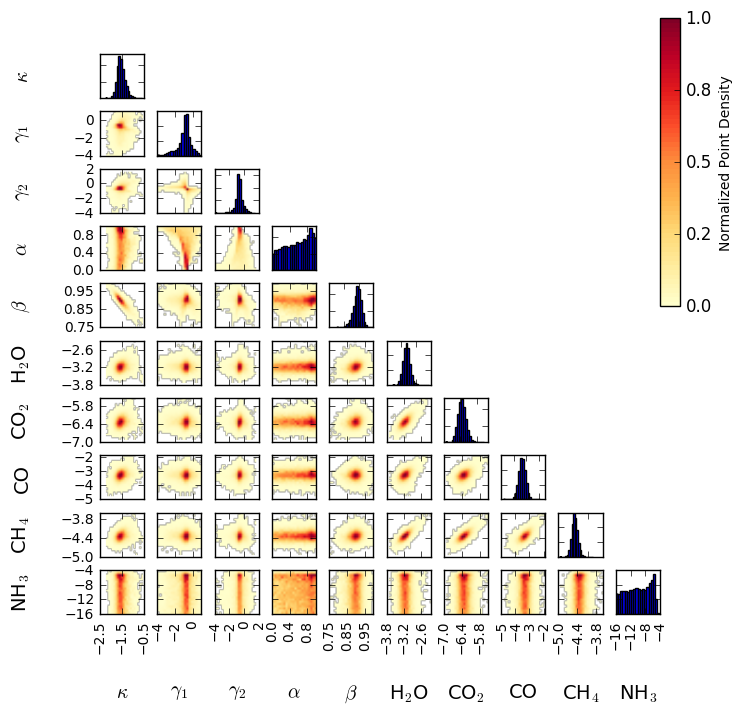 1.0
0.8
0.5
0.2
0.0
Normalized Point Density
κ
γ1
0
−2
−4
γ2
2
0
−2
−4
α
0.8
0.4
0.0
β
0.95
0.85
0.75
H2O
−2.6
−3.2
−3.8
CO2
−5.8
−6.4
−7.0
CO
−2
−3
−4
−5
CH4
−3.8
−4.4
−5.0
NH3
−4
−8
−12
−16
−2.5 −1.5 −0.5 −4 −2 0 −4 −2 0 2 0.0 0.4 0.8 0.75 0.85 0.95 −3.8 −3.2 −2.6 −7.0 −6.4 −5.8 −5 −4 −3 −2 −5.0 −4.4 −3.8 −16 −12 −8 −4
κ γ1 γ2 α β H2O CO2 CO CH4 NH3